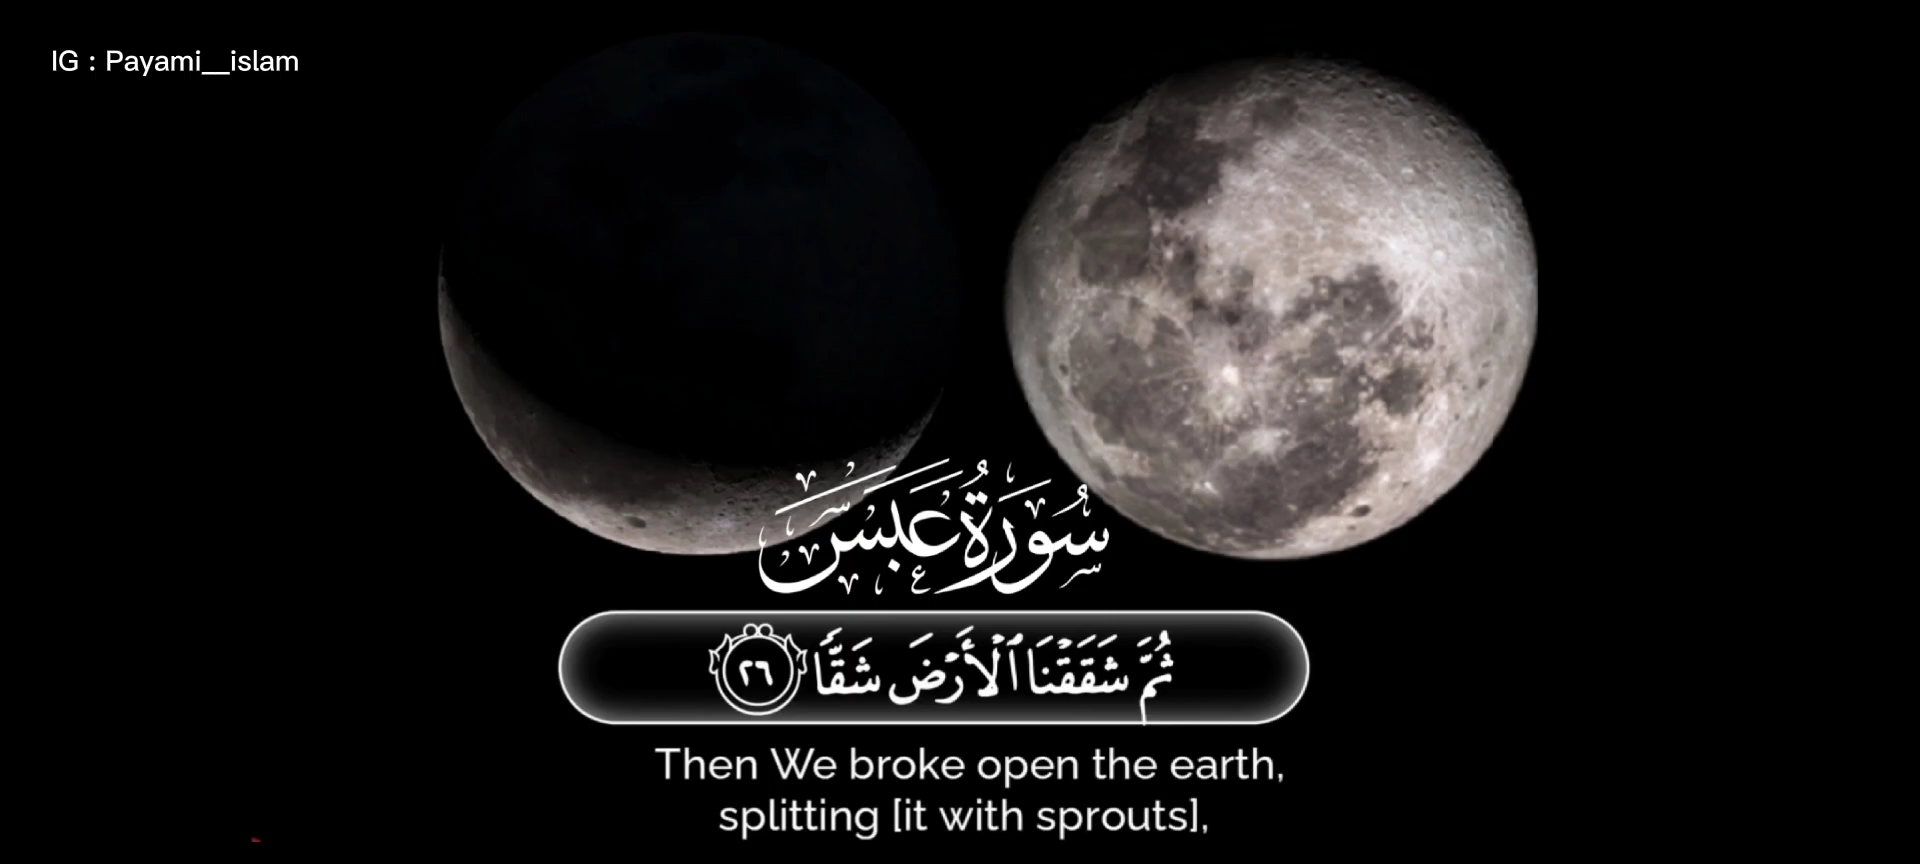 IG : Payami__islam
سُورَةُ عَبَسَ
ثُمَّ شَقَقْنَا ٱلْأَرْضَ شَقًّا ٢٦
Then We broke open the earth,
splitting [it with sprouts],